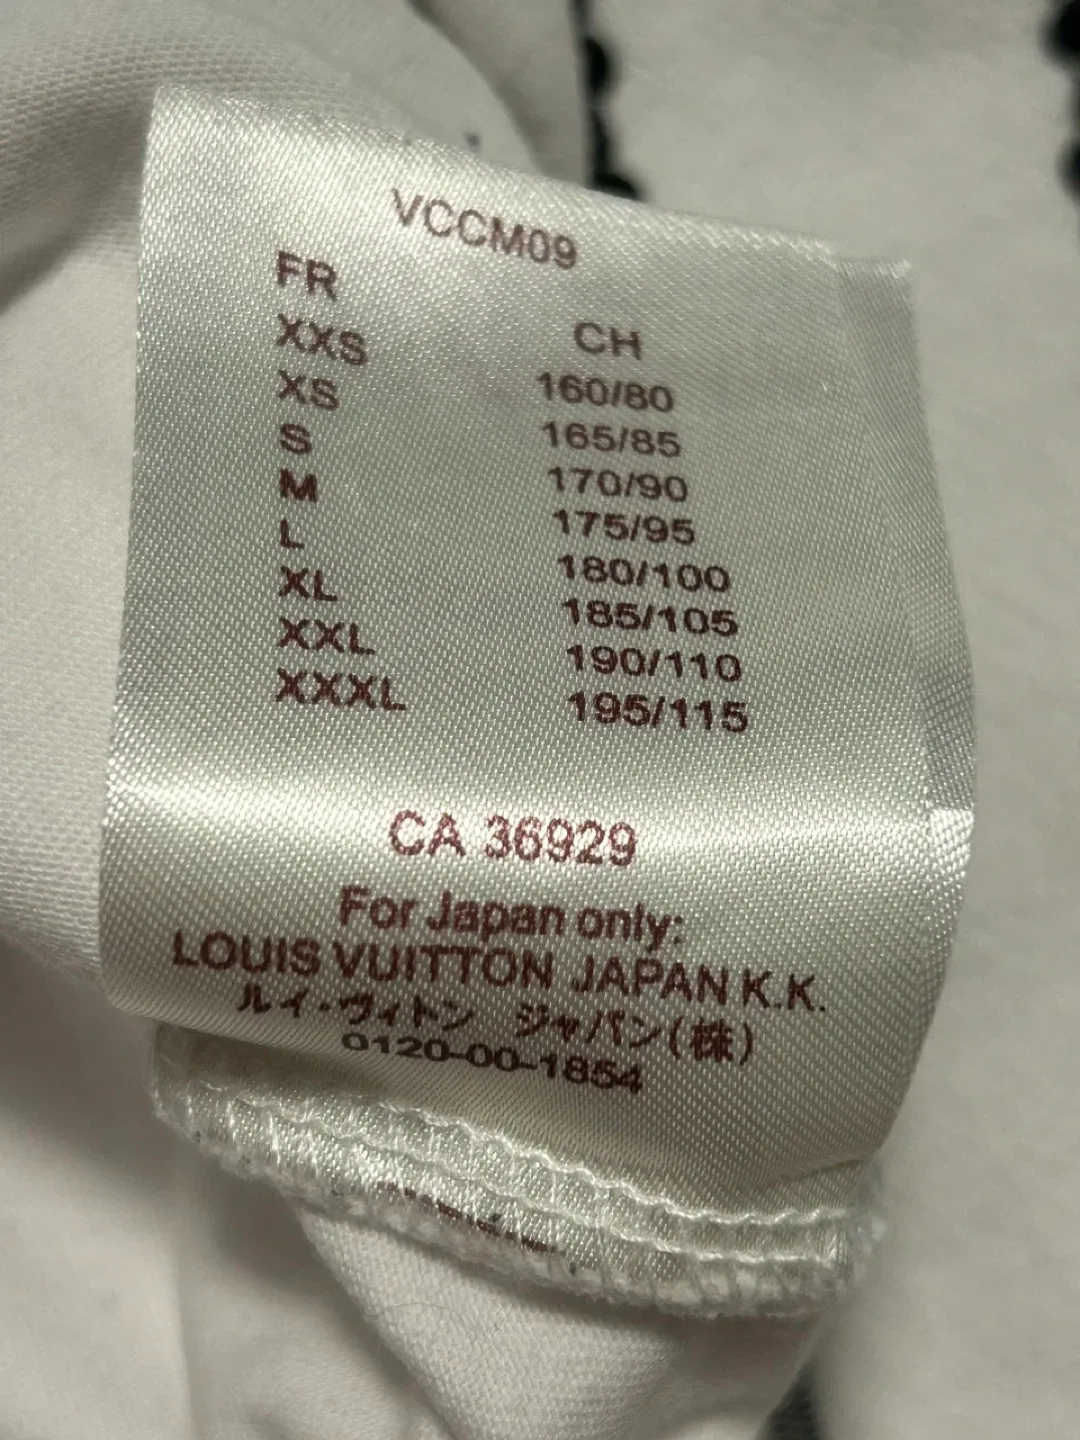 VCCM09
FR CH
XXS 160/80
XS 165/85
S 170/90
M 175/95
L 180/100
XL 185/105
XXL 190/110
XXXL 195/115
CA 36929
For Japan only:
LOUIS VUITTON JAPAN K.K.
ルイ・ヴィトン ジャパン(株)
0120-00-1854